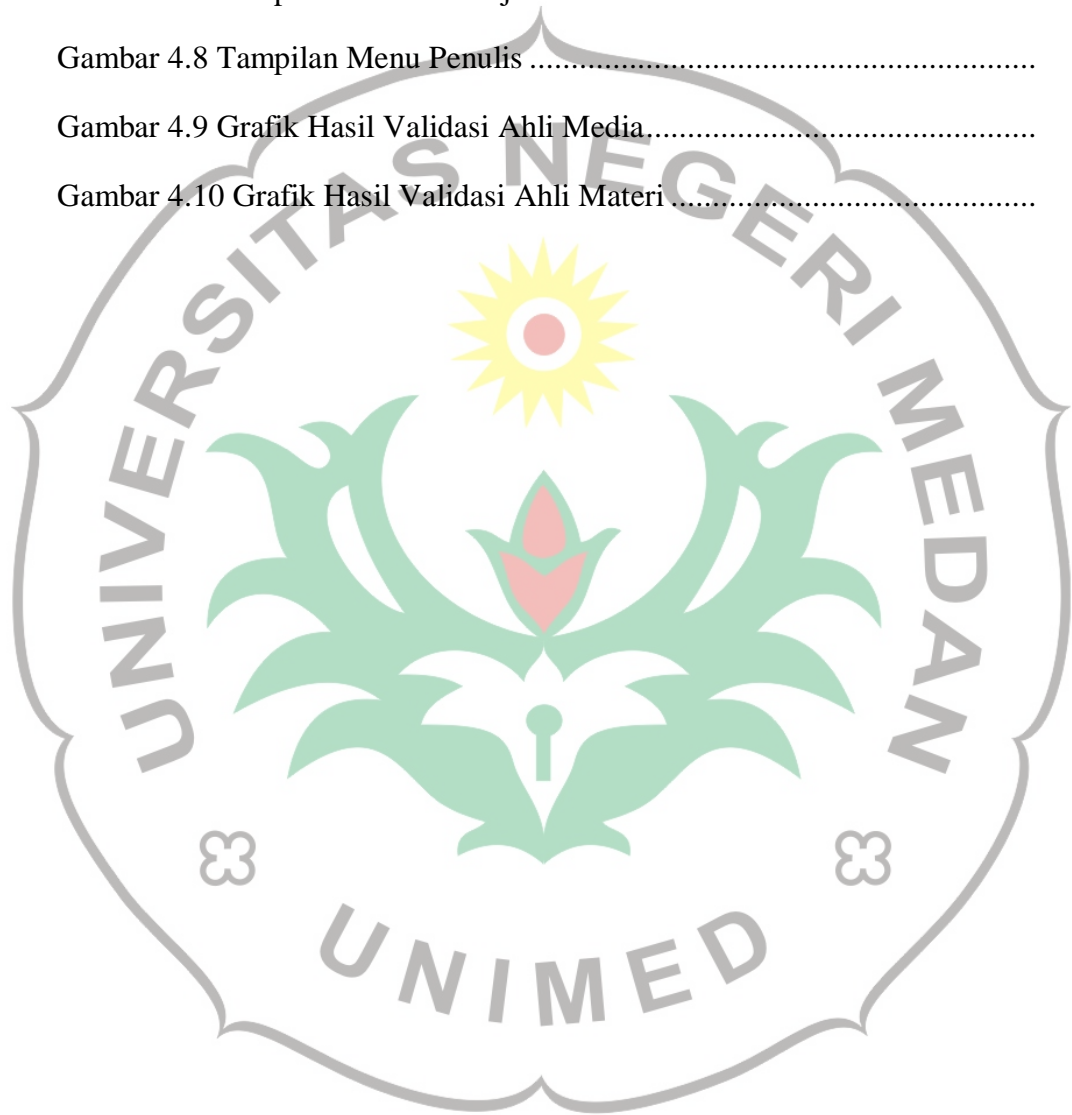 Gambar 4.8 Tampilan Menu Penulis .............................................................
Gambar 4.9 Grafik Hasil Validasi Ahli Media...............................................
Gambar 4.10 Grafik Hasil Validasi Ahli Materi ............................................
UNIVERSITAS NEGERI MEDAN
UNIMED